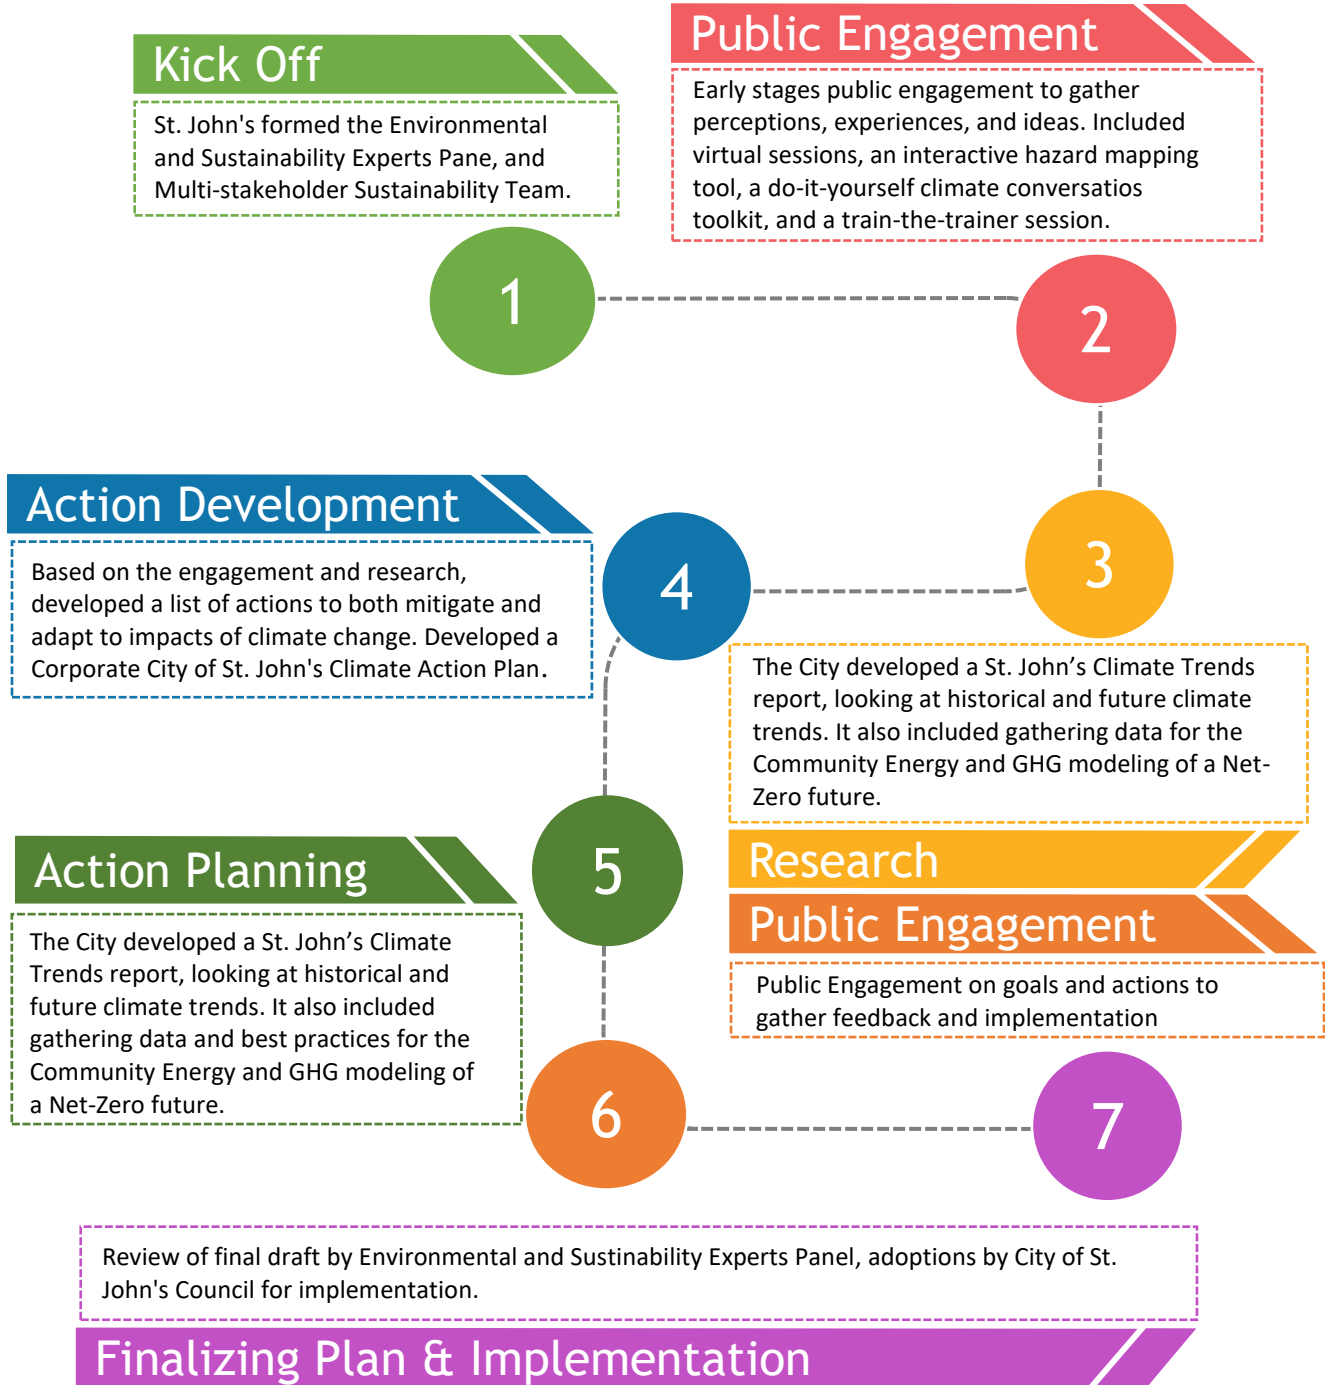 Kick Off
St. John's formed the Environmental
and Sustainability Experts Pane, and
Multi-stakeholder Sustainability Team.
1
Public Engagement
Early stages public engagement to gather
perceptions, experiences, and ideas. Included
virtual sessions, an interactive hazard mapping
tool, a do-it-yourself climate conversatios
toolkit, and a train-the-trainer session.
2
3
The City developed a St. John’s Climate Trends
report, looking at historical and future climate
trends. It also included gathering data for the
Community Energy and GHG modeling of a Net-
Zero future.
Research
Action Development
Based on the engagement and research,
developed a list of actions to both mitigate and
adapt to impacts of climate change. Developed a
Corporate City of St. John's Climate Action Plan.
4
Action Planning
The City developed a St. John’s Climate
Trends report, looking at historical and
future climate trends. It also included
gathering data and best practices for the
Community Energy and GHG modeling of
a Net-Zero future.
5
Public Engagement
Public Engagement on goals and actions to
gather feedback and implementation
6
7
Review of final draft by Environmental and Sustinability Experts Panel, adoptions by City of St.
John's Council for implementation.
Finalizing Plan & Implementation